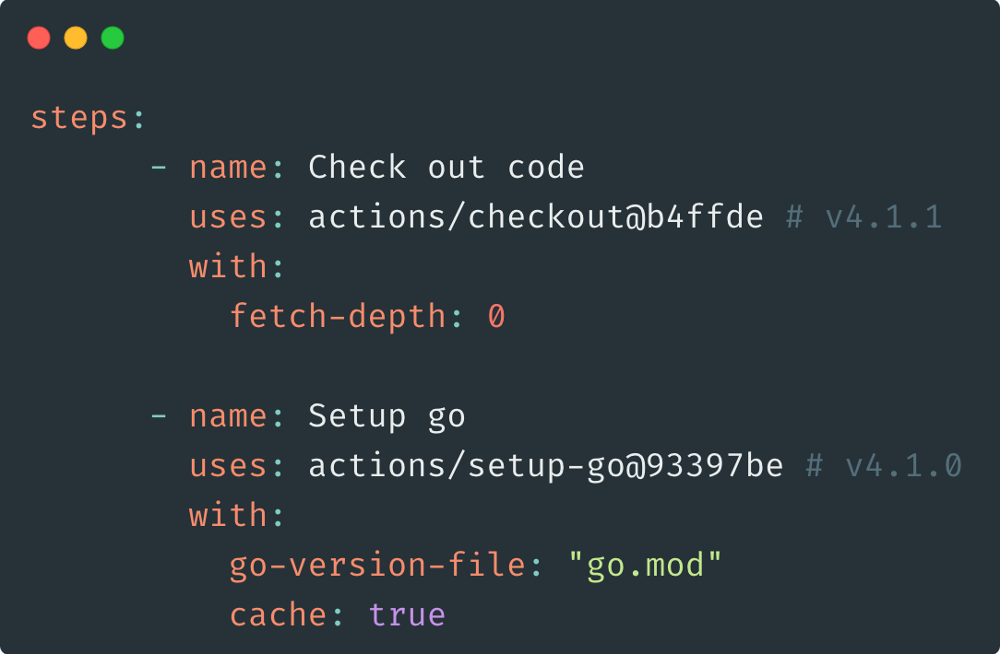 steps:
- name: Check out code
uses: actions/checkout@b4ffde # v4.1.1
with:
fetch-depth: 0
- name: Setup go
uses: actions/setup-go@93397be # v4.1.0
with:
go-version-file: "go.mod"
cache: true